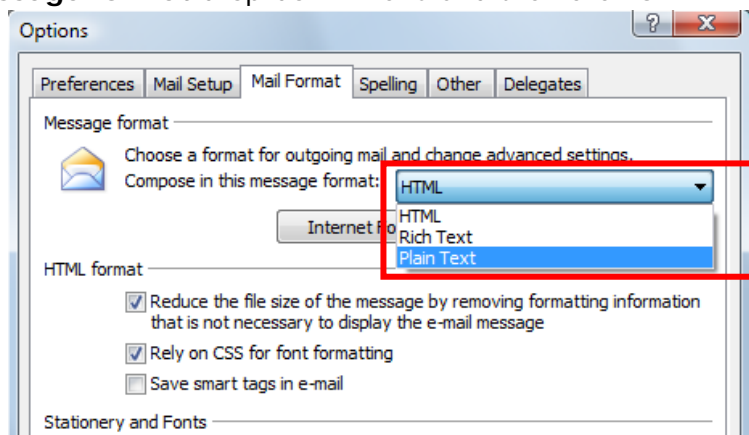 Options
?
X
Preferences Mail Setup Mail Format Spelling Other Delegates
Message format
Choose a format for outgoing mail and change advanced settings.
Compose in this message format: HTML
HTML
Rich Text
Plain Text
Internet
HTML format
Reduce the file size of the message by removing formatting information
that is not necessary to display the e-mail message
Rely on CSS for font formatting
Save smart tags in e-mail
Stationery and Fonts